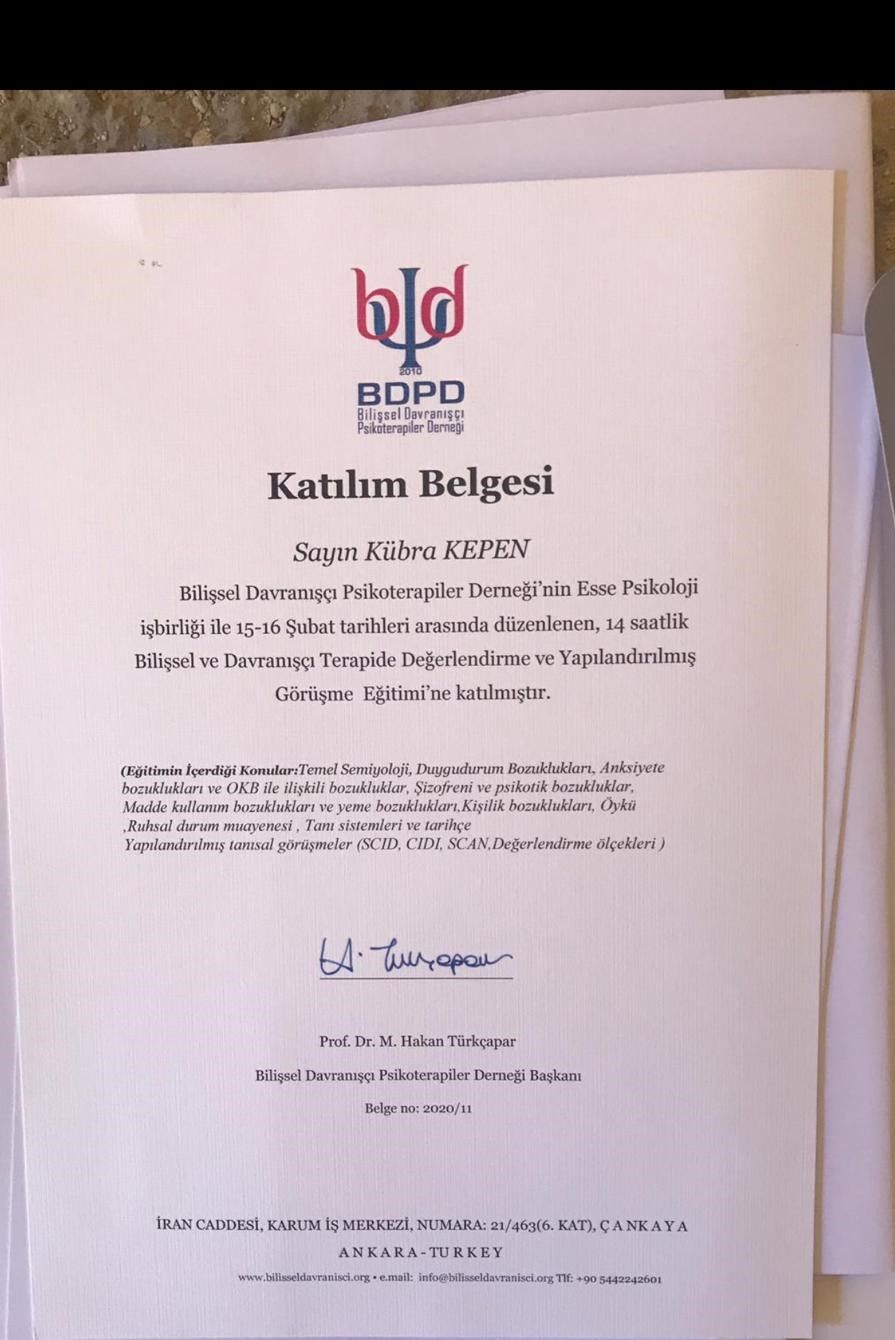 bd
2010
BDPD
Bilişsel Davranışçı
Psikoterapiler Derneği
Katılım Belgesi
Sayın Kübra KEPEN
Bilişsel Davranışçı Psikoterapiler Derneği’nin Esse Psikoloji
işbirliği ile 15-16 Şubat tarihleri arasında düzenlenen, 14 saatlik
Bilişsel ve Davranışçı Terapide Değerlendirme ve Yapılandırılmış
Görüşme Eğitimi’ne katılmıştır.
(Eğitimin İçerdiği Konular:Temel Semiyoloji, Duygudurum Bozuklukları, Anksiyete
bozuklukları ve OKB ile ilişkili bozukluklar, Şizofreni ve psikotik bozukluklar,
Madde kullanım bozuklukları ve yeme bozuklukları,Kişilik bozuklukları, Öykü
,Ruhsal durum muayenesi , Tanı sistemleri ve tarihçe
Yapılandırılmış tanısal görüşmeler (SCID, CIDI, SCAN,Değerlendirme ölçekleri )
H. Türkçapar
Prof. Dr. M. Hakan Türkçapar
Bilişsel Davranışçı Psikoterapiler Derneği Başkanı
Belge no: 2020/11
İRAN CADDESİ, KARUM İŞ MERKEZİ, NUMARA: 21/463(6. KAT), Ç A N K A Y A
A N K A R A - T U R K E Y
www.bilisseldavranisci.org • e.mail: info@bilisseldavranisci.org Tlf: +90 5442242601